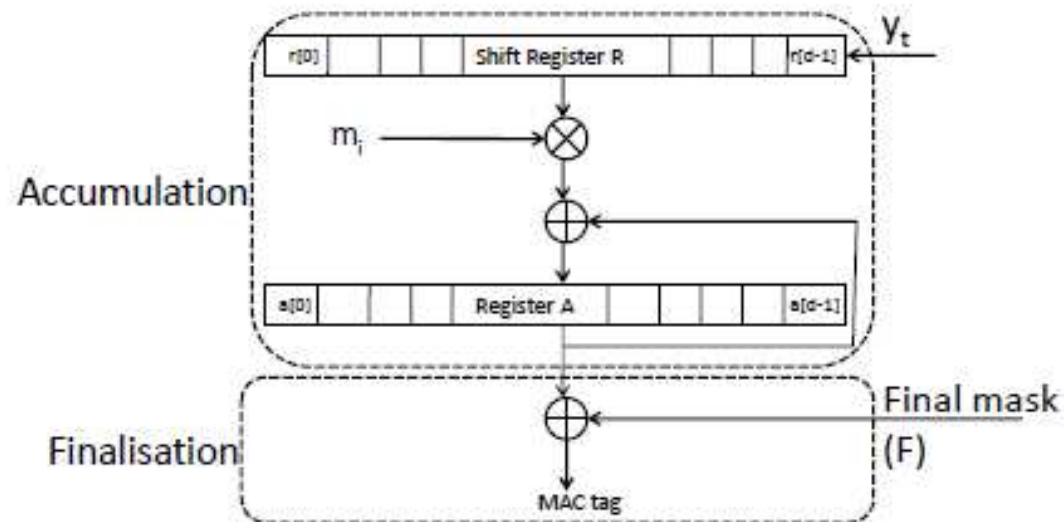 y_t
r[0] Shift Register R r[d-1]
m_i
Accumulation
a[0] Register A a[d-1]
Final mask
(F)
Finalisation
MAC tag